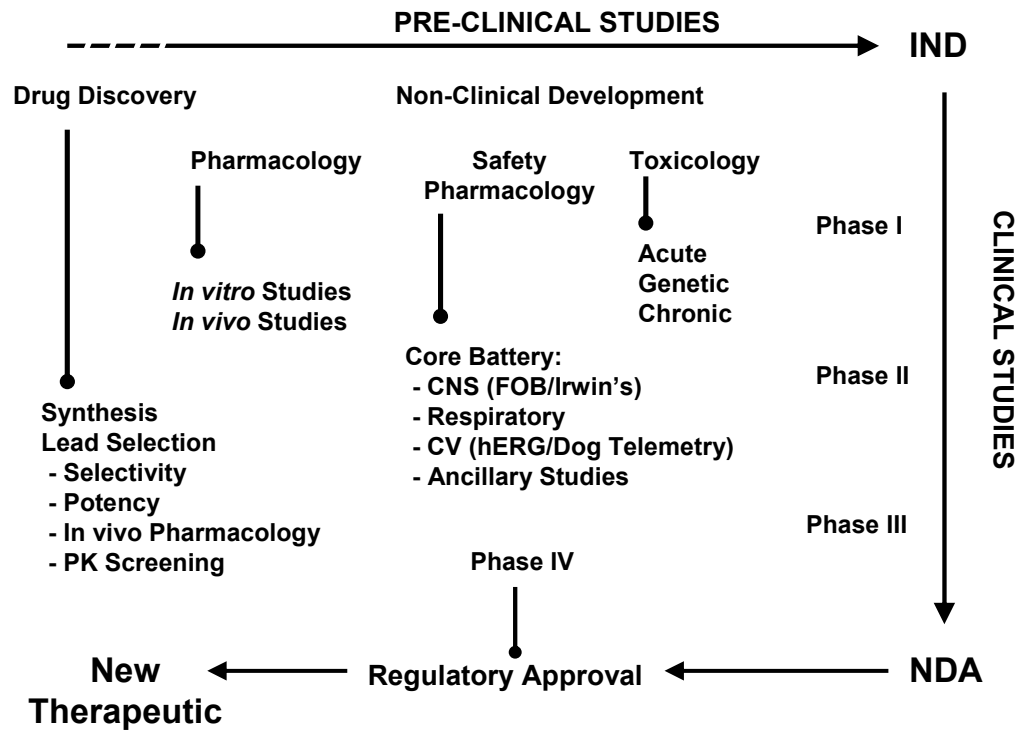 PRE-CLINICAL STUDIES
IND
Drug Discovery
Non-Clinical Development
Pharmacology
Safety
Pharmacology
Toxicology
In vitro Studies
In vivo Studies
Acute
Genetic
Chronic
Core Battery:
- CNS (FOB/Irwin's)
- Respiratory
- CV (hERG/Dog Telemetry)
- Ancillary Studies
Synthesis
Lead Selection
- Selectivity
- Potency
- In vivo Pharmacology
- PK Screening
Phase I
Phase II
Phase III
CLINICAL STUDIES
Phase IV
New
Therapeutic
Regulatory Approval
NDA